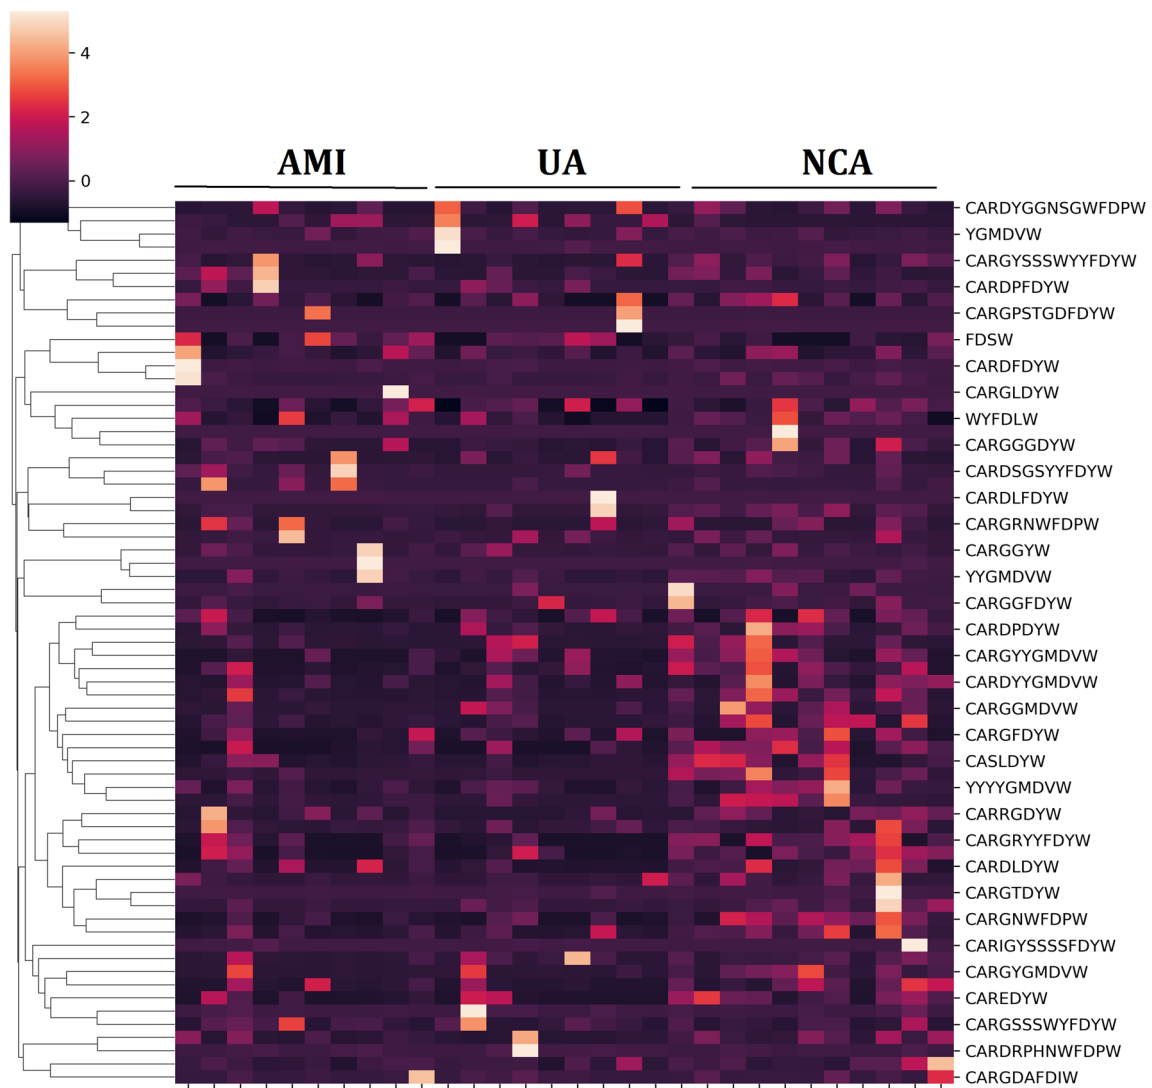 4
2
0
AMI UA NCA
CARDYGGNSGWFDPW
YGMDVW
CARGYSSSWYYFDYW
CARDPFDYW
CARGPSTGDFDYW
FDSW
CARDFDYW
CARGLDYW
WYFDLW
CARGGGDYW
CARDSGSYYFDYW
CARDLFDYW
CARGRNWFDPW
CARGGYW
YYGMDVW
CARGGFDYW
CARDPDYW
CARGYYGMDVW
CARDYYGMDVW
CARGGMDVW
CARGFDYW
CASLDYW
YYYYGMDVW
CARRGDYW
CARGRYYFDYW
CARDLDYW
CARGTDYW
CARGNWFDPW
CARIGYSSSSFDYW
CARGYGMDVW
CAREDYW
CARGSSSWYFDYW
CARDRPHNWFDPW
CARGDAFDIW